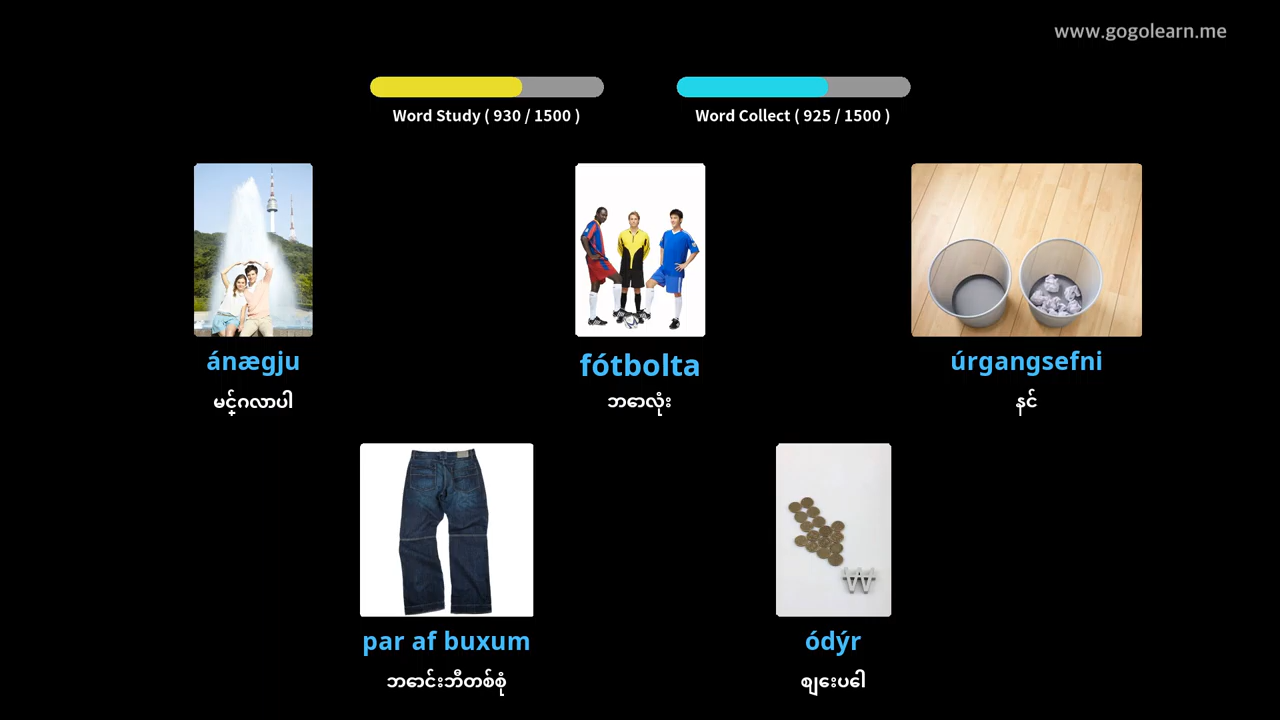 www.gogolearn.me
Word Study ( 930 / 1500 )
Word Collect ( 925 / 1500 )
ánægju
မင်္ဂလာပါ
fótbolta
ဘောလုံး
úrgangsefni
နင်
par af buxum
ဘောင်းဘီတစ်စုံ
ódýr
ဈေးပေါ